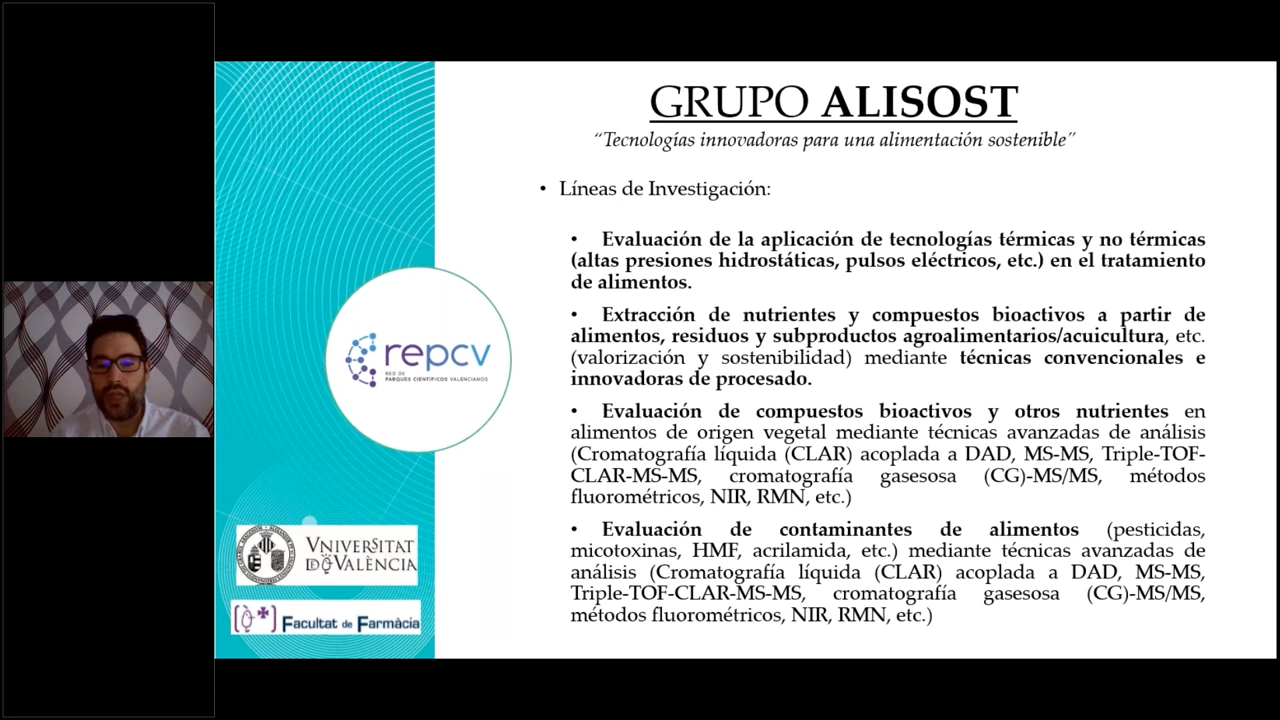 GRUPO ALISOST
“Tecnologías innovadoras para una alimentación sostenible”
• Líneas de Investigación:
• Evaluación de la aplicación de tecnologías térmicas y no térmicas
(altas presiones hidrostáticas, pulsos eléctricos, etc.) en el tratamiento
de alimentos.
• Extracción de nutrientes y compuestos bioactivos a partir de
alimentos, residuos y subproductos agroalimentarios/acuicultura, etc.
(valorización y sostenibilidad) mediante técnicas convencionales e
innovadoras de procesado.
• Evaluación de compuestos bioactivos y otros nutrientes en
alimentos de origen vegetal mediante técnicas avanzadas de análisis
(Cromatografía líquida (CLAR) acoplada a DAD, MS-MS, Triple-TOF-
CLAR-MS-MS, cromatografía gasesosa (CG)-MS/MS, métodos
fluorométricos, NIR, RMN, etc.)
• Evaluación de contaminantes de alimentos (pesticidas,
micotoxinas, HMF, acrilamida, etc.) mediante técnicas avanzadas de
análisis (Cromatografía líquida (CLAR) acoplada a DAD, MS-MS,
Triple-TOF-CLAR-MS-MS, cromatografía gasesosa (CG)-MS/MS,
métodos fluorométricos, NIR, RMN, etc.)
repcv
RED DE
PARQUES CIENTÍFICOS VALENCIANOS
VNIVERSITAT
ID QVALÈNCIA
Facultat de Farmàcia